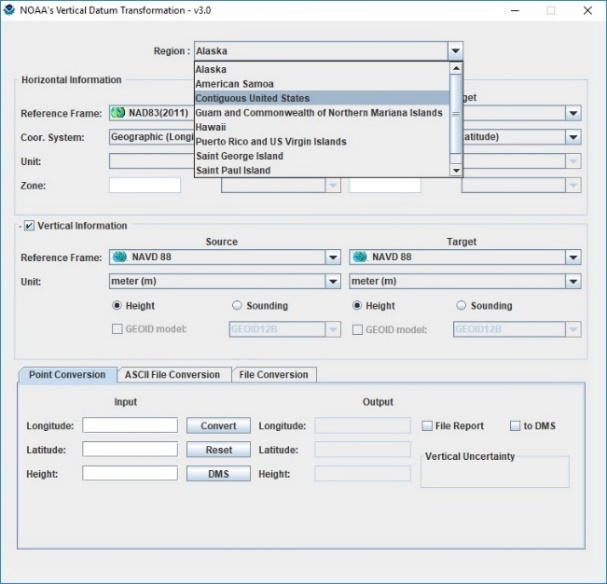 NOAA's Vertical Datum Transformation - v3.0
Region : Alaska
Alaska
American Samoa
Contiguous United States
Guam and Commonwealth of Northern Mariana Islands
Hawaii
Puerto Rico and US Virgin Islands
Saint George Island
Saint Paul Island
Horizontal Information
Reference Frame: NAD83(2011)
Coor. System: Geographic (Longi
Unit:
Zone:
Vertical Information
Source Target
Reference Frame: NAVD 88 NAVD 88
Unit: meter (m) meter (m)
Height Sounding Height Sounding
GEOID model: GEOID12B GEOID model: GEOID12B
Point Conversion ASCII File Conversion File Conversion
Input Output
Longitude: Convert Longitude: File Report to DMS
Latitude: Reset Latitude: Vertical Uncertainty
Height: DMS Height: